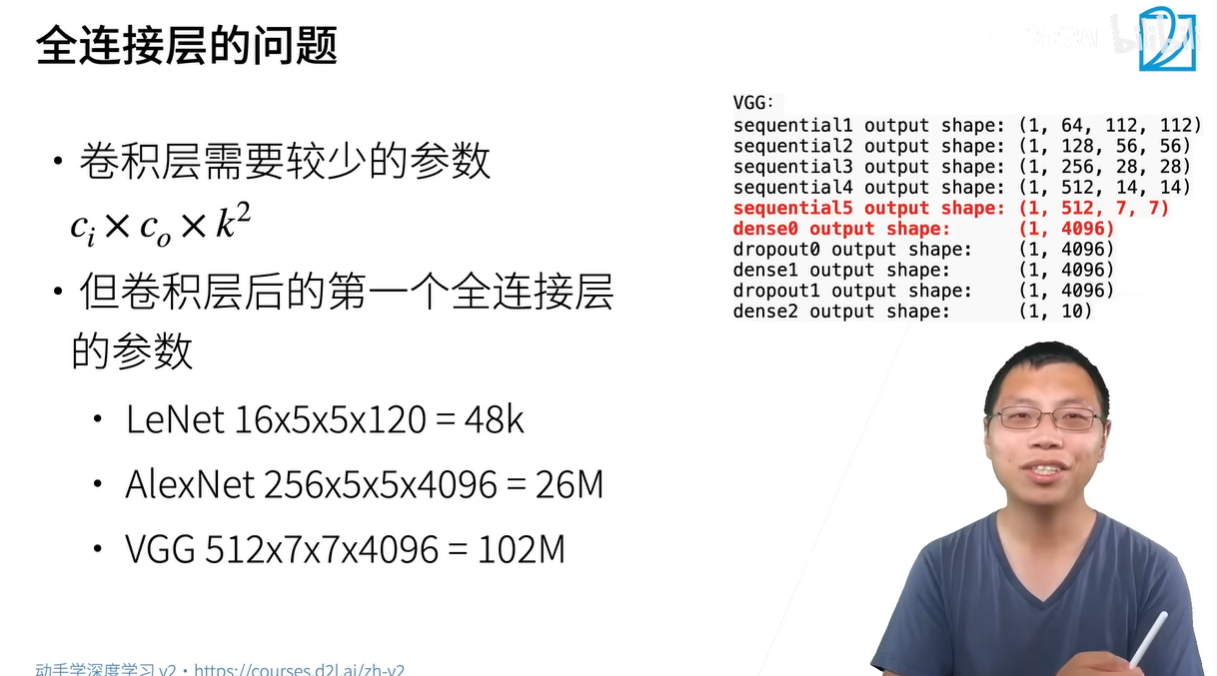 全连接层的问题
bilibili
VGG:
sequential1 output shape: (1, 64, 112, 112)
sequential2 output shape: (1, 128, 56, 56)
sequential3 output shape: (1, 256, 28, 28)
sequential4 output shape: (1, 512, 14, 14)
sequential5 output shape: (1, 512, 7, 7)
dense0 output shape: (1, 4096)
dropout0 output shape: (1, 4096)
dense1 output shape: (1, 4096)
dropout1 output shape: (1, 4096)
dense2 output shape: (1, 10)
• 卷积层需要较少的参数
cᵢ × cₒ × k²
• 但卷积层后的第一个全连接层
的参数
• LeNet 16x5x5x120 = 48k
• AlexNet 256x5x5x4096 = 26M
• VGG 512x7x7x4096 = 102M
动手学深度学习 v2 • https://courses.d2l.ai/zh-v2